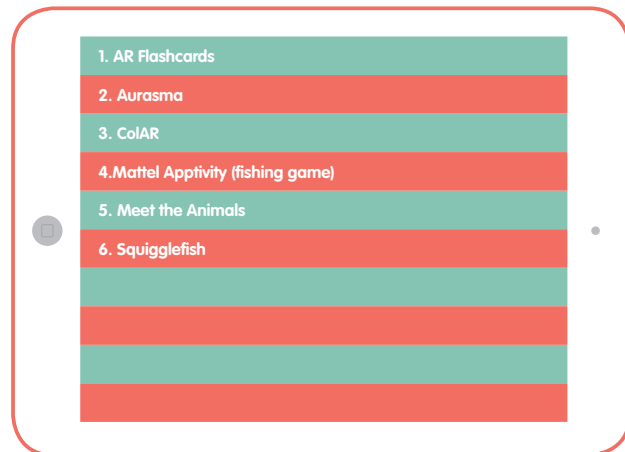 1. AR Flashcards
2. Aurasma
3. ColAR
4.Mattel Apptivity (fishing game)
5. Meet the Animals
6. Squigglefish